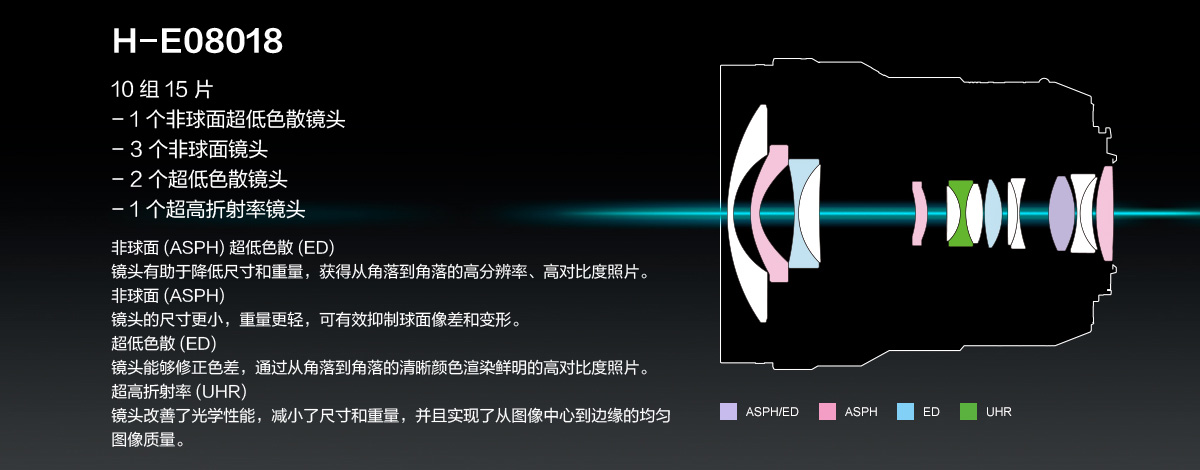 H-E08018
10 组 15 片
- 1 个非球面超低色散镜头
- 3 个非球面镜头
- 2 个超低色散镜头
- 1 个超高折射率镜头
非球面 (ASPH) 超低色散 (ED)
镜头有助于降低尺寸和重量，获得从角落到角落的高分辨率、高对比度照片。
非球面 (ASPH)
镜头的尺寸更小，重量更轻，可有效抑制球面像差和变形。
超低色散 (ED)
镜头能够修正色差，通过从角落到角落的清晰颜色渲染鲜明的高对比度照片。
超高折射率 (UHR)
镜头改善了光学性能，减小了尺寸和重量，并且实现了从图像中心到边缘的均匀
图像质量。
ASPH/ED ASPH ED UHR